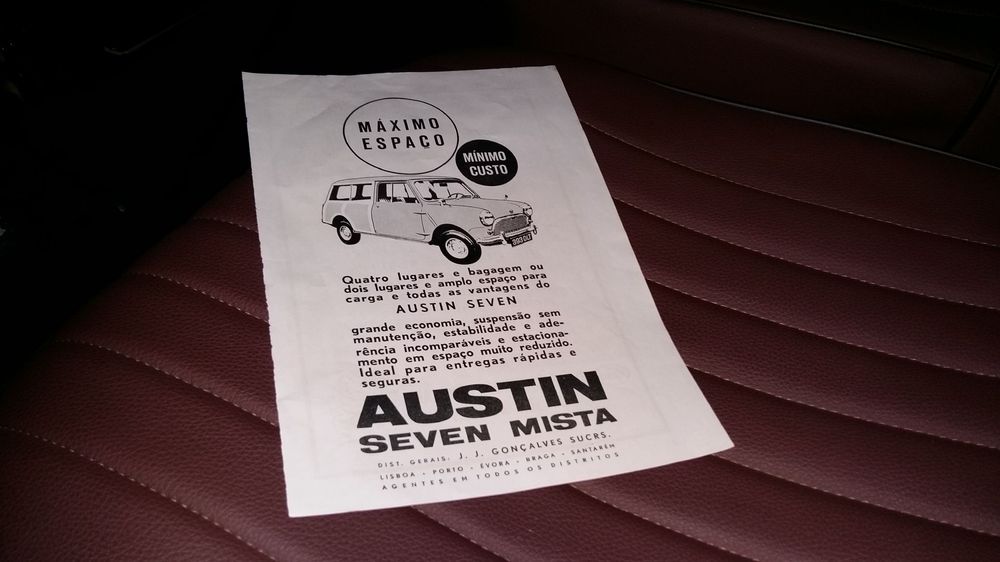 MÁXIMO
ESPAÇO
MÍNIMO
CUSTO
Quatro lugares e bagagem ou
dois lugares e amplo espaço para
carga e todas as vantagens do
AUSTIN SEVEN
grande economia, suspensão sem
manutenção, estabilidade e ade-
rência incomparáveis e estaciona-
mento em espaço muito reduzido.
Ideal para entregas rápidas e
seguras.
AUSTIN
SEVEN MISTA
DIST. GERAIS. J. J. GONÇALVES SUCRS.
LISBOA - PORTO - ÉVORA - BRAGA - SANTARÉM
AGENTES EM TODOS OS DISTRITOS